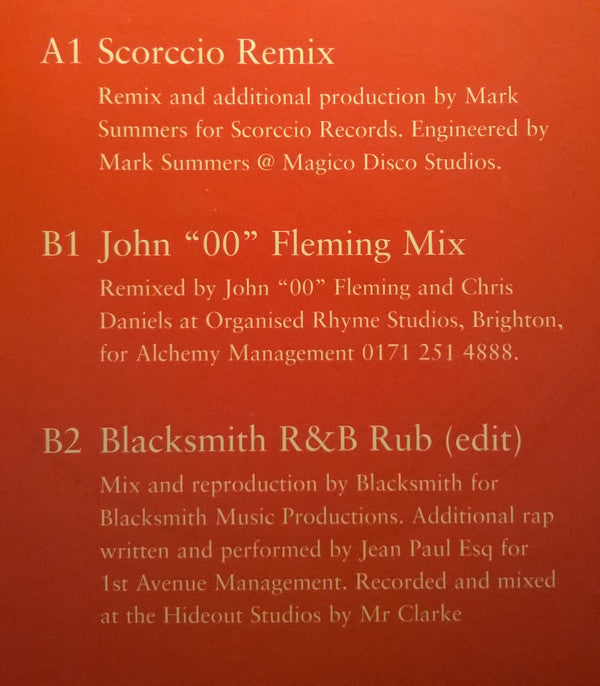 A1 Scorccio Remix
Remix and additional production by Mark
Summers for Scorccio Records. Engineered by
Mark Summers @ Magico Disco Studios.
B1 John “00” Fleming Mix
Remixed by John “00” Fleming and Chris
Daniels at Organised Rhyme Studios, Brighton,
for Alchemy Management 0171 251 4888.
B2 Blacksmith R&B Rub (edit)
Mix and reproduction by Blacksmith for
Blacksmith Music Productions. Additional rap
written and performed by Jean Paul Esq for
1st Avenue Management. Recorded and mixed
at the Hideout Studios by Mr Clarke